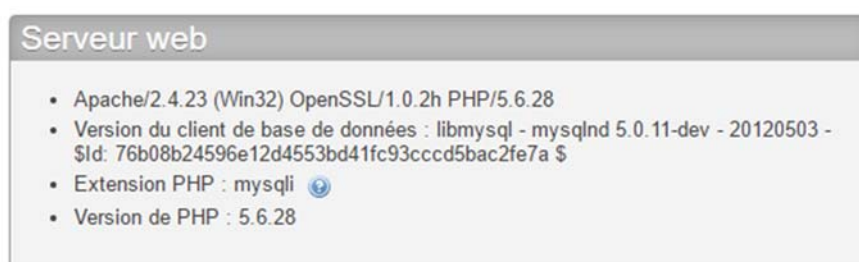 Serveur web
Apache/2.4.23 (Win32) OpenSSL/1.0.2h PHP/5.6.28
Version du client de base de données : libmysql - mysqlnd 5.0.11-dev - 20120503 -
$Id: 76b08b24596e12d4553bd41fc93cccd5bac2fe7a $
Extension PHP : mysqli
Version de PHP : 5.6.28